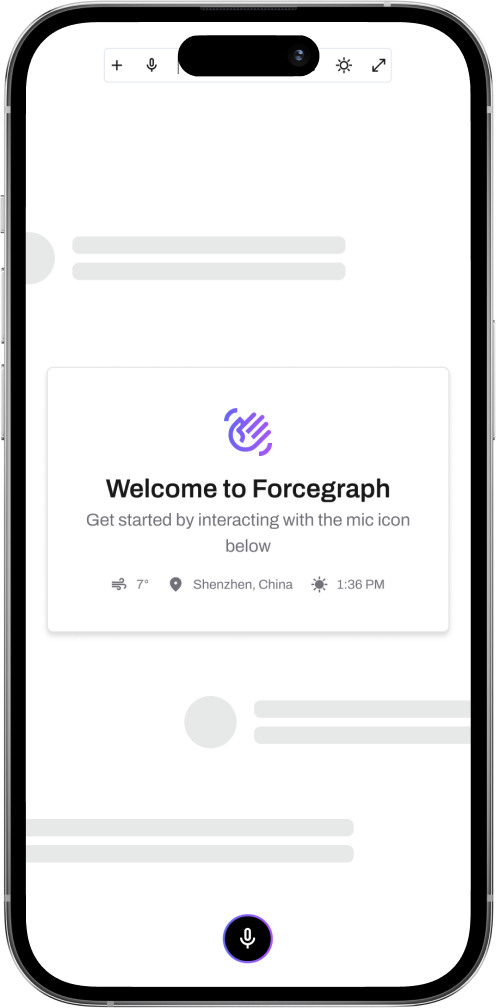 Welcome to Forcegraph
Get started by interacting with the mic icon
below
7° Shenzhen, China 1:36 PM